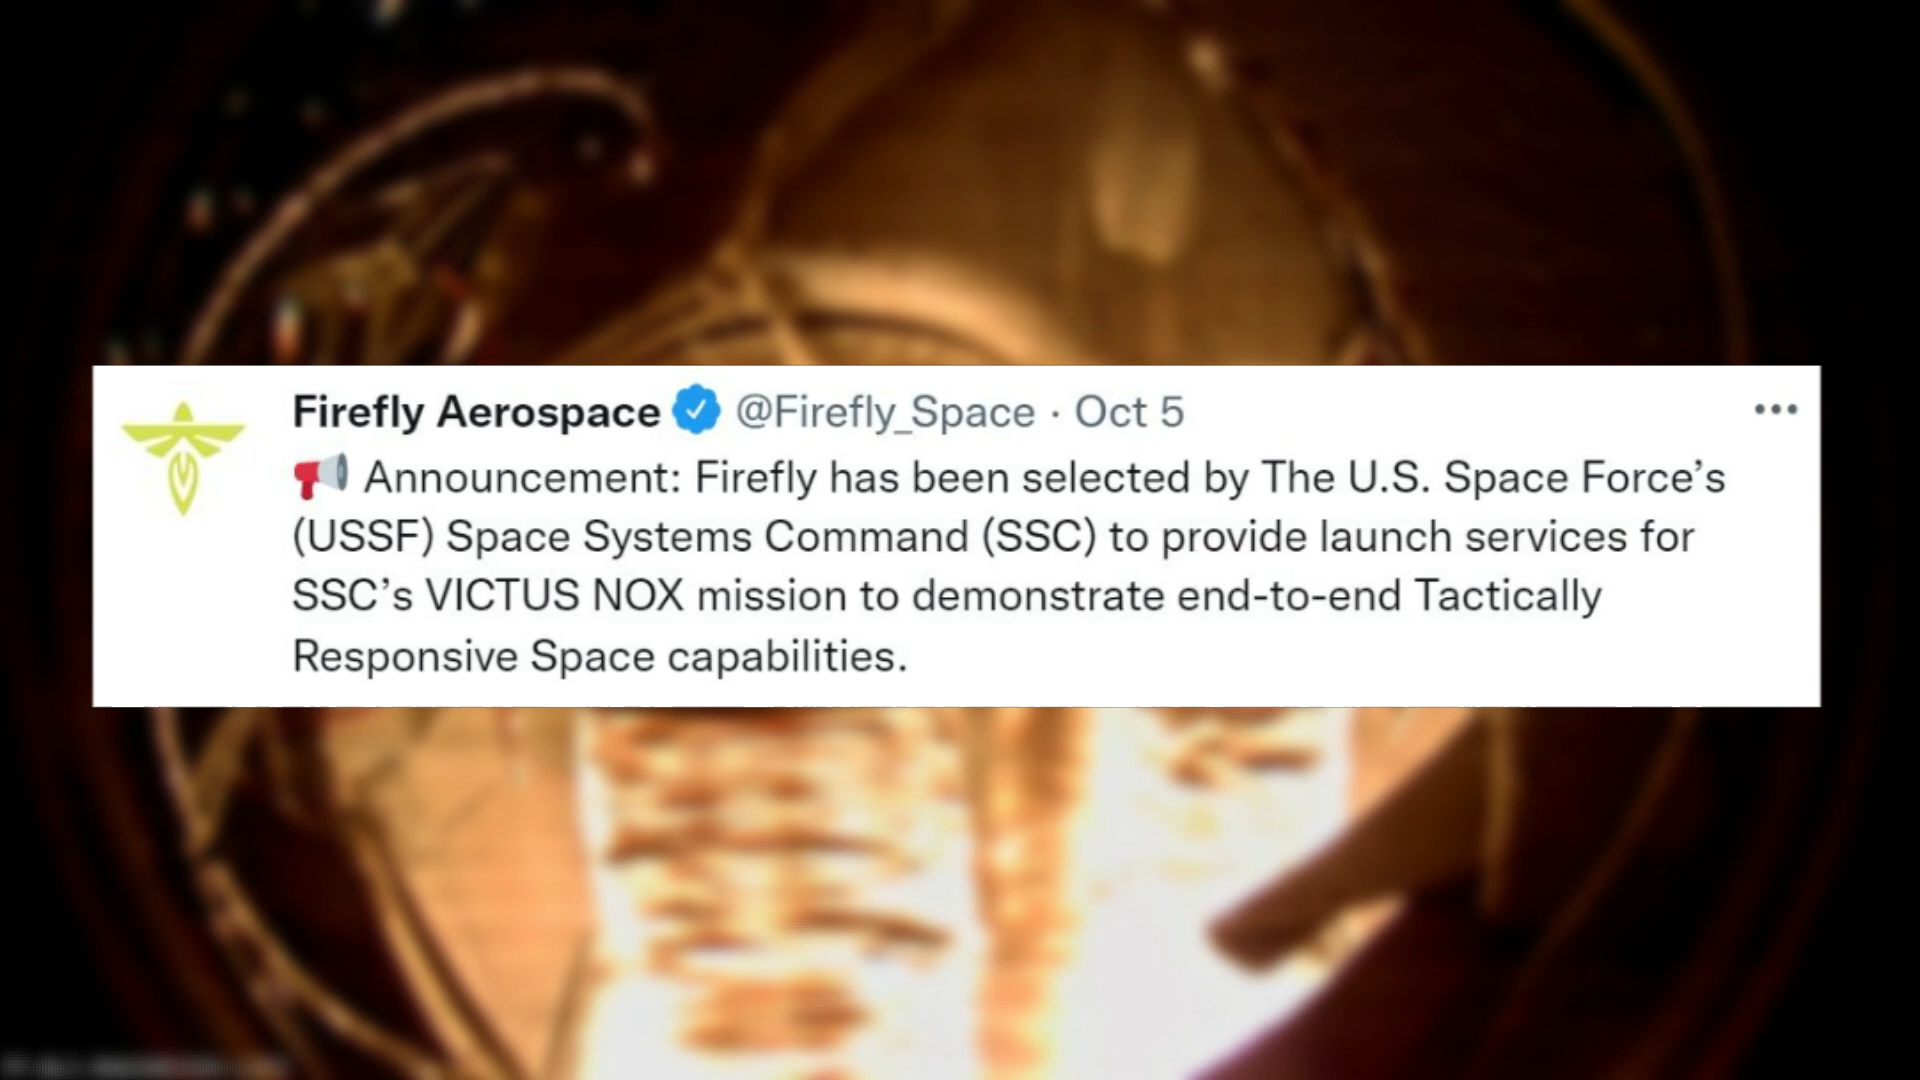 Firefly Aerospace @Firefly_Space · Oct 5
📢 Announcement: Firefly has been selected by The U.S. Space Force’s
(USSF) Space Systems Command (SSC) to provide launch services for
SSC’s VICTUS NOX mission to demonstrate end-to-end Tactically
Responsive Space capabilities.